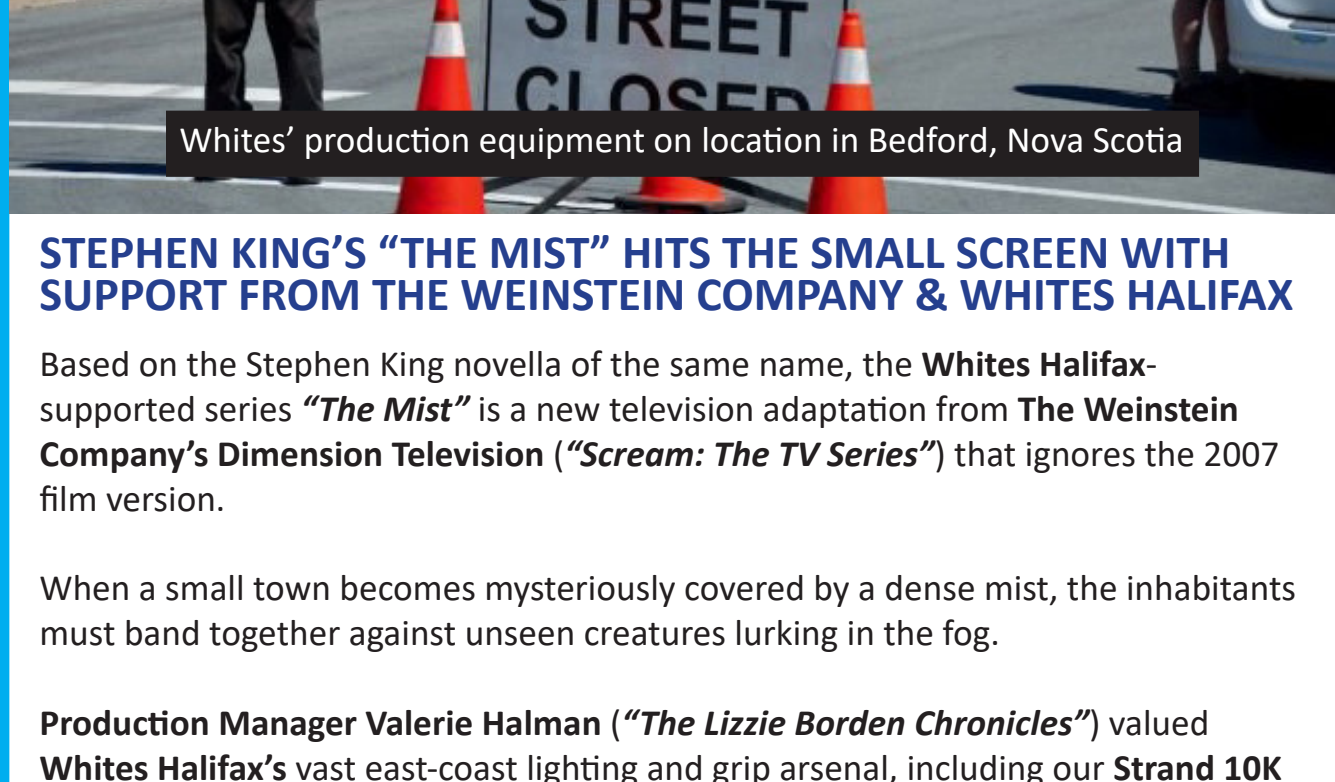 STREET
CLOSED
Whites’ production equipment on location in Bedford, Nova Scotia
STEPHEN KING’S “THE MIST” HITS THE SMALL SCREEN WITH
SUPPORT FROM THE WEINSTEIN COMPANY & WHITES HALIFAX
Based on the Stephen King novella of the same name, the Whites Halifax-
supported series “The Mist” is a new television adaptation from The Weinstein
Company’s Dimension Television (“Scream: The TV Series”) that ignores the 2007
film version.
When a small town becomes mysteriously covered by a dense mist, the inhabitants
must band together against unseen creatures lurking in the fog.
Production Manager Valerie Halman (“The Lizzie Borden Chronicles”) valued
Whites Halifax’s vast east-coast lighting and grip arsenal, including our Strand 10K